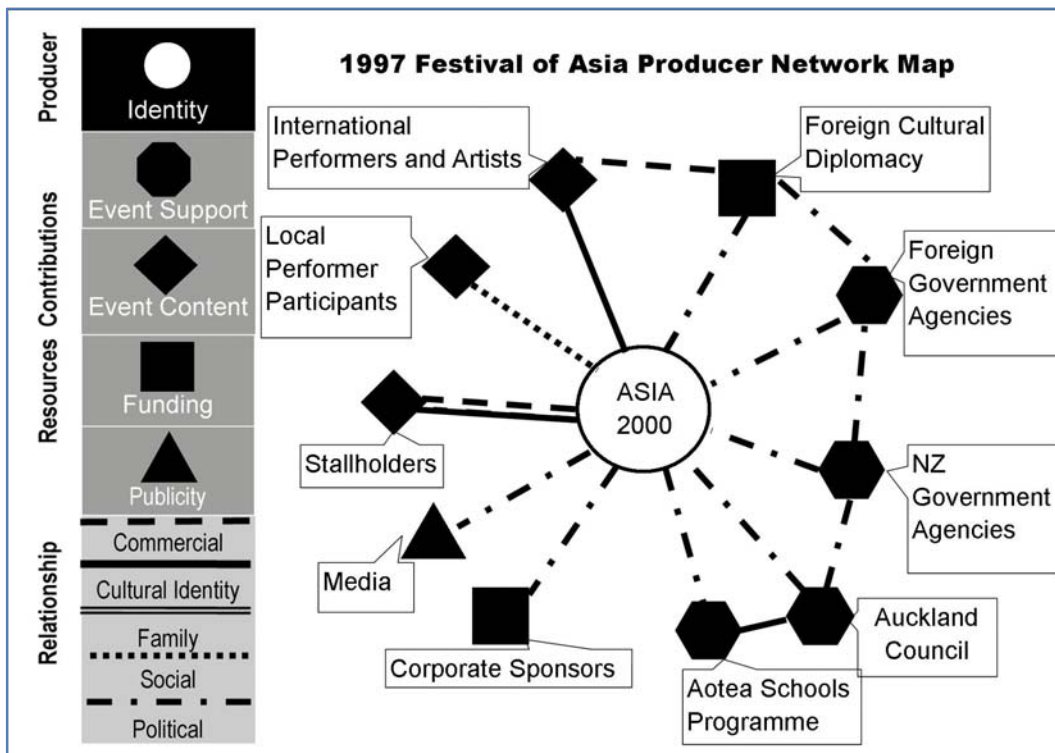 1997 Festival of Asia Producer Network Map
Producer
Identity
Resources Contributions
Event Support
Event Content
Funding
Publicity
Relationship
Commercial
Cultural Identity
Family
Social
Political
International
Performers and Artists
Foreign Cultural
Diplomacy
Local
Performer
Participants
Foreign
Government
Agencies
ASIA
2000
Stallholders
NZ
Government
Agencies
Media
Corporate Sponsors
Auckland
Council
Aotea Schools
Programme